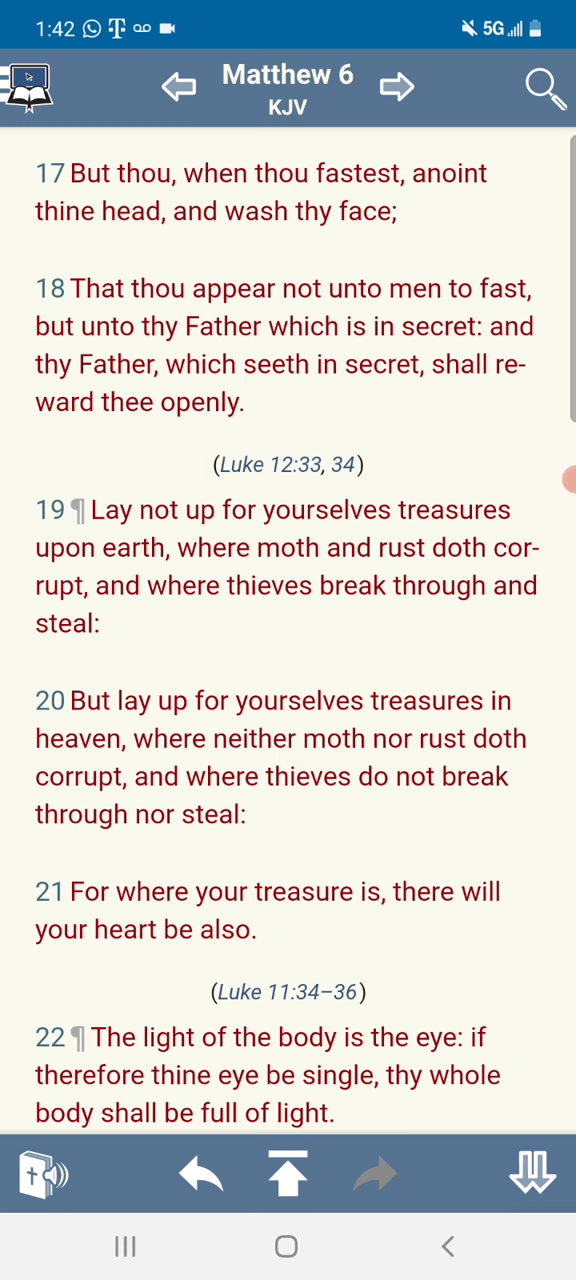 1:42
5G
Matthew 6
KJV
17 But thou, when thou fastest, anoint
thine head, and wash thy face;
18 That thou appear not unto men to fast,
but unto thy Father which is in secret: and
thy Father, which seeth in secret, shall re-
ward thee openly.
(Luke 12:33, 34)
19 ¶ Lay not up for yourselves treasures
upon earth, where moth and rust doth cor-
rupt, and where thieves break through and
steal:
20 But lay up for yourselves treasures in
heaven, where neither moth nor rust doth
corrupt, and where thieves do not break
through nor steal:
21 For where your treasure is, there will
your heart be also.
(Luke 11:34–36)
22 ¶ The light of the body is the eye: if
therefore thine eye be single, thy whole
body shall be full of light.